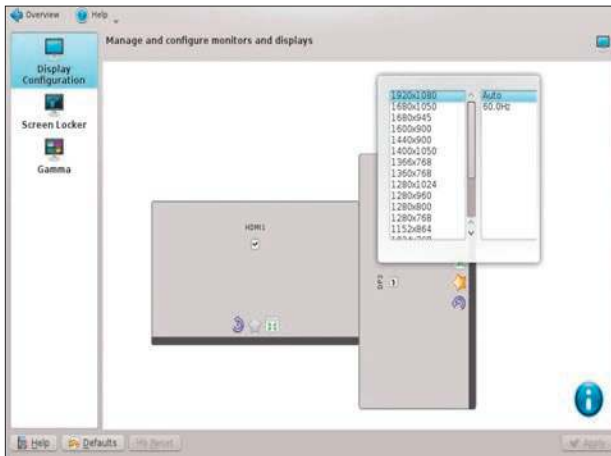 Overview Help
Manage and configure monitors and displays
Display
Configuration
Screen Locker
Gamma
1920x1080
1680x1050
1680x945
1600x900
1440x900
1400x1050
1366x768
1360x768
1280x1024
1280x960
1280x800
1280x768
1152x864
Auto
60.0Hz
HDMI1
Help Defaults Reset
Apply